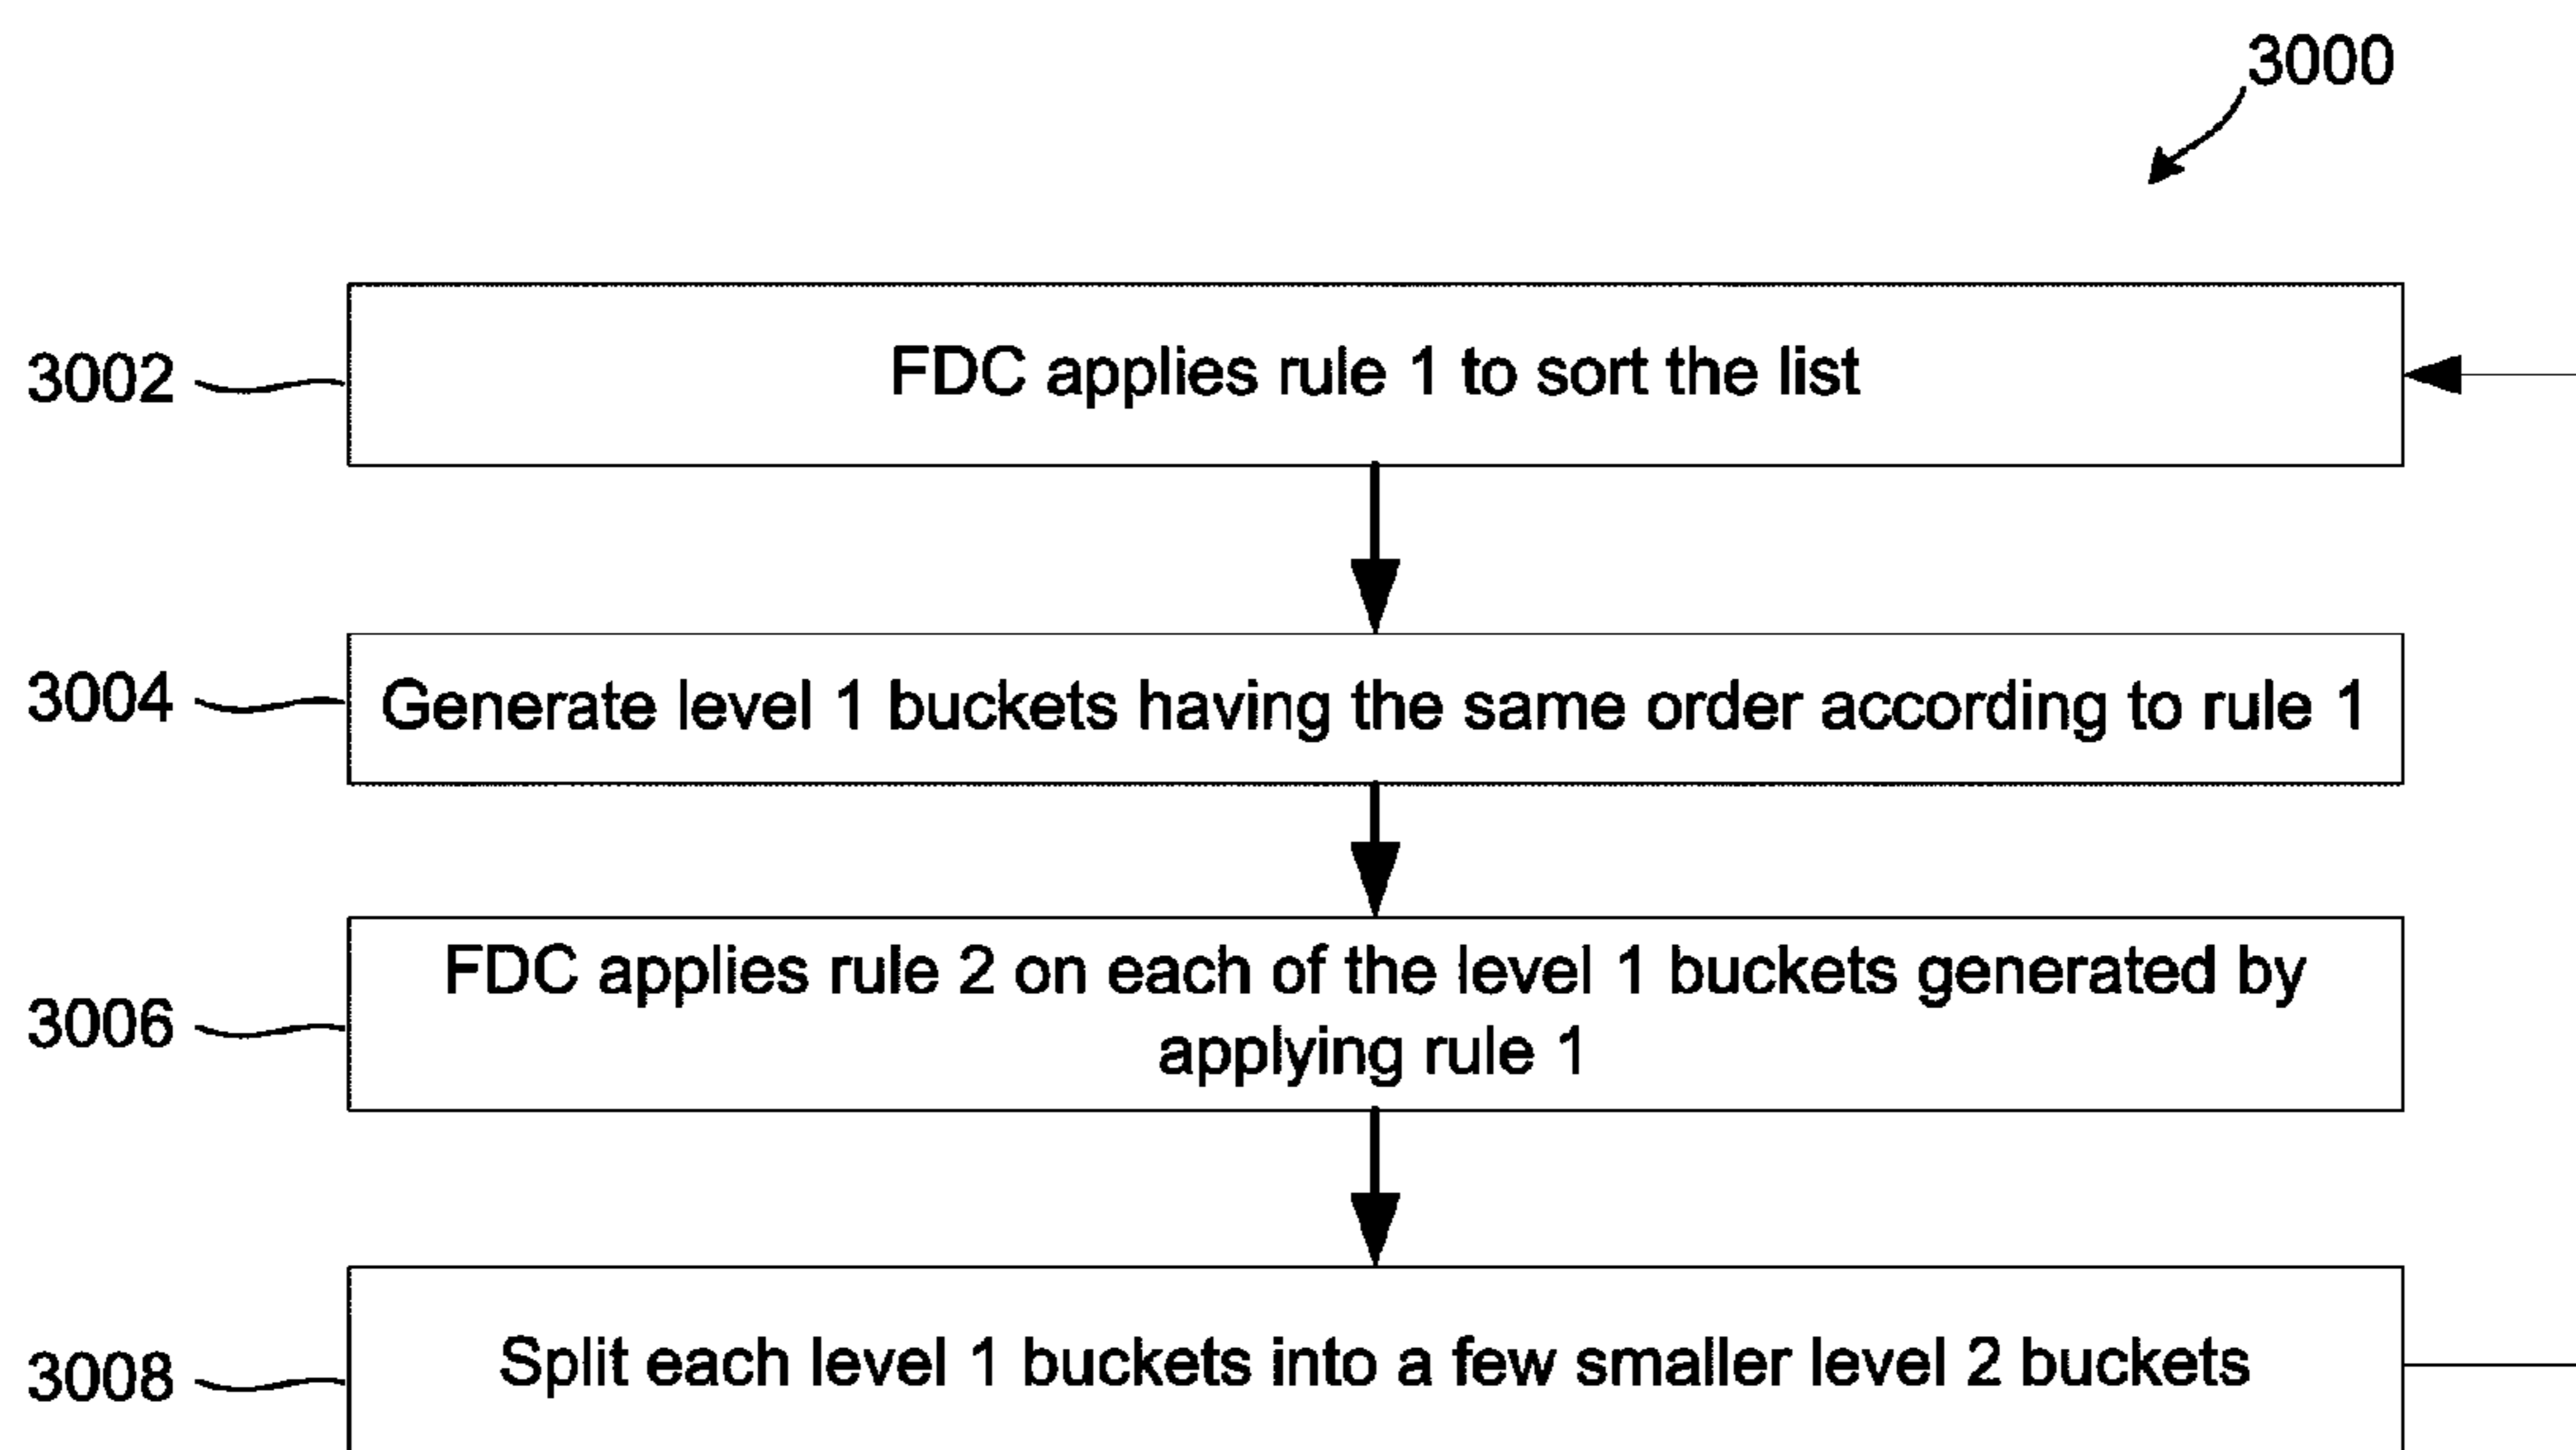 3000
3002
FDC applies rule 1 to sort the list
3004
Generate level 1 buckets having the same order according to rule 1
3006
FDC applies rule 2 on each of the level 1 buckets generated by
applying rule 1
3008
Split each level 1 buckets into a few smaller level 2 buckets